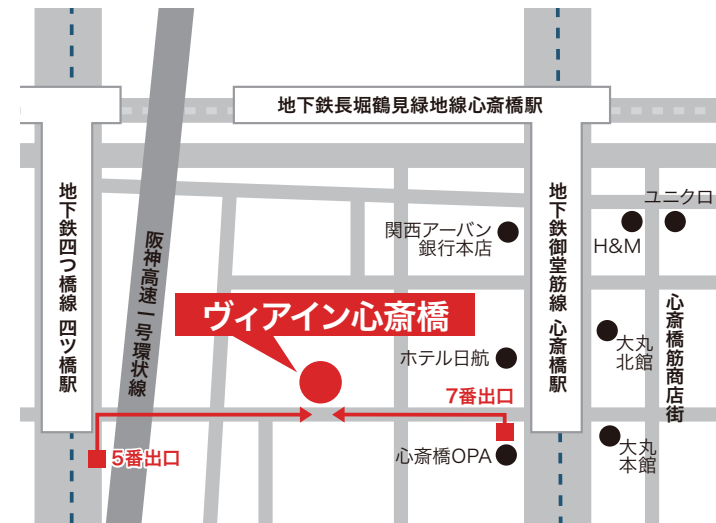 地下鉄長堀鶴見緑地線心斎橋駅
地下鉄四つ橋線 四ツ橋駅
阪神高速一号環状線
関西アーバン
銀行本店
地下鉄御堂筋線 心斎橋駅
ユニクロ
H&M
ヴィアイン心斎橋
心斎橋筋商店街
大丸
北館
ホテル日航
7番出口
5番出口
心斎橋OPA
大丸
本館